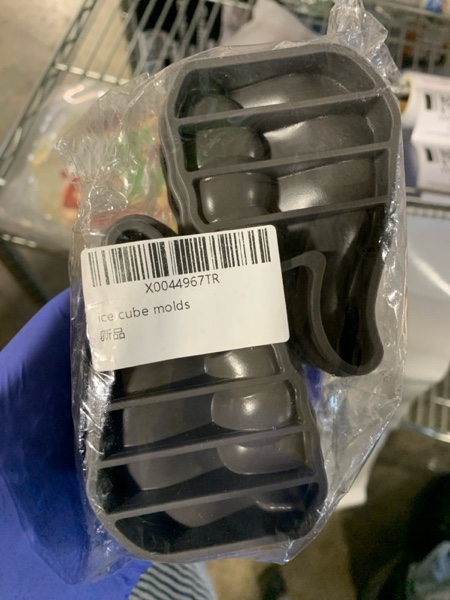 X0044967TR
ice cube molds
新品